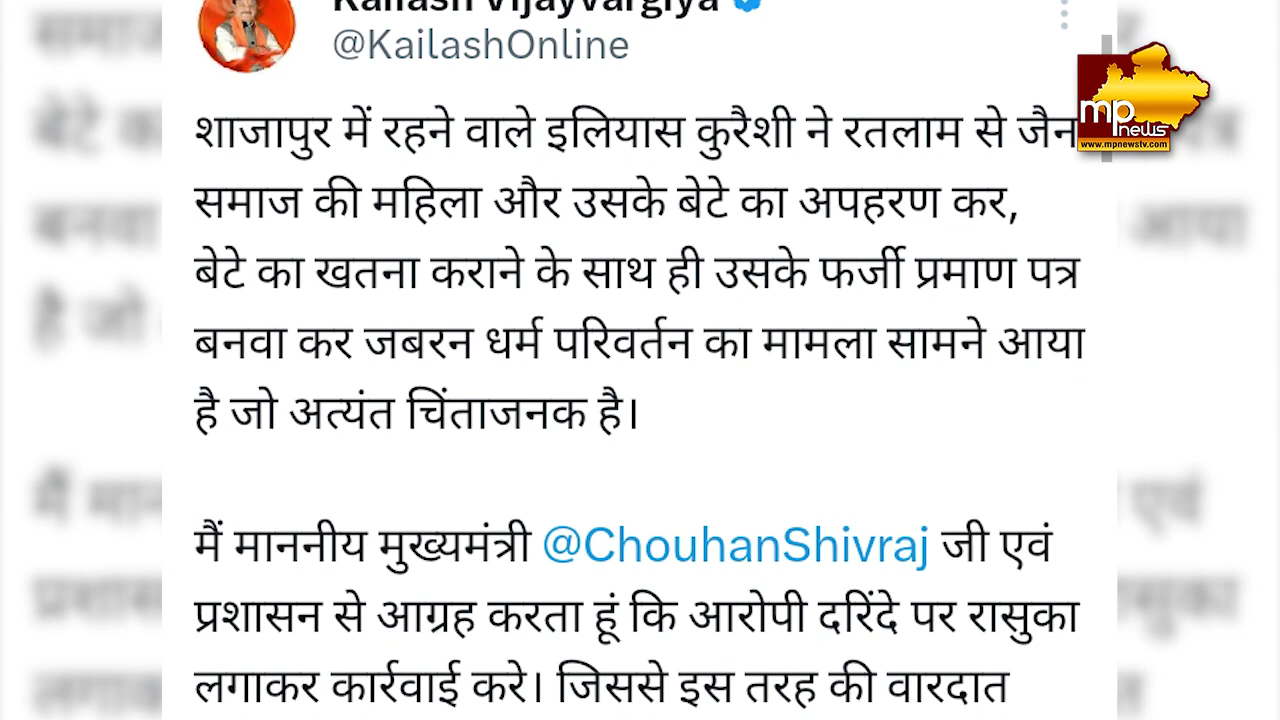 Kailash Vijayvargiya
@KailashOnline
शाजापुर में रहने वाले इलियास कुरैशी ने रतलाम से जैन
समाज की महिला और उसके बेटे का अपहरण कर,
बेटे का खतना कराने के साथ ही उसके फर्जी प्रमाण पत्र
बनवा कर जबरन धर्म परिवर्तन का मामला सामने आया
है जो अत्यंत चिंताजनक है।
मैं माननीय मुख्यमंत्री @ChouhanShivraj जी एवं
प्रशासन से आग्रह करता हूं कि आरोपी दरिंदे पर रासुका
लगाकर कार्रवाई करे। जिससे इस तरह की वारदात
mp news
www.mpnewstv.com